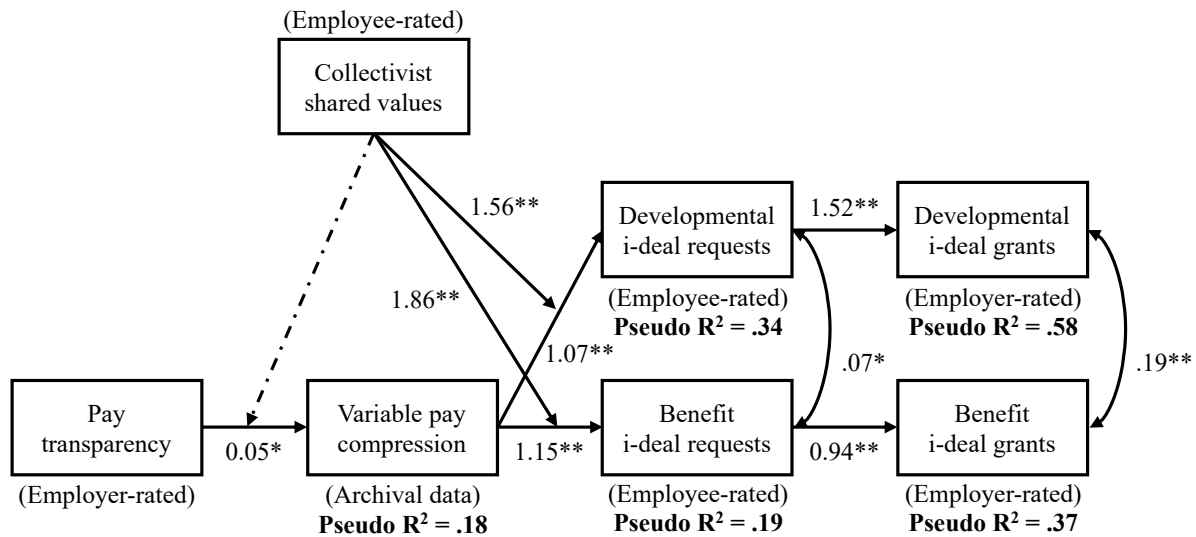 (Employee-rated)
Collectivist
shared values
1.56**
1.86**
Developmental
i-deal requests
(Employee-rated)
Pseudo R² = .34
1.52**
Developmental
i-deal grants
(Employer-rated)
Pseudo R² = .58
1.07**
.07*
.19**
Pay
transparency
(Employer-rated)
0.05*
Variable pay
compression
(Archival data)
Pseudo R² = .18
1.15**
Benefit
i-deal requests
(Employee-rated)
Pseudo R² = .19
0.94**
Benefit
i-deal grants
(Employer-rated)
Pseudo R² = .37